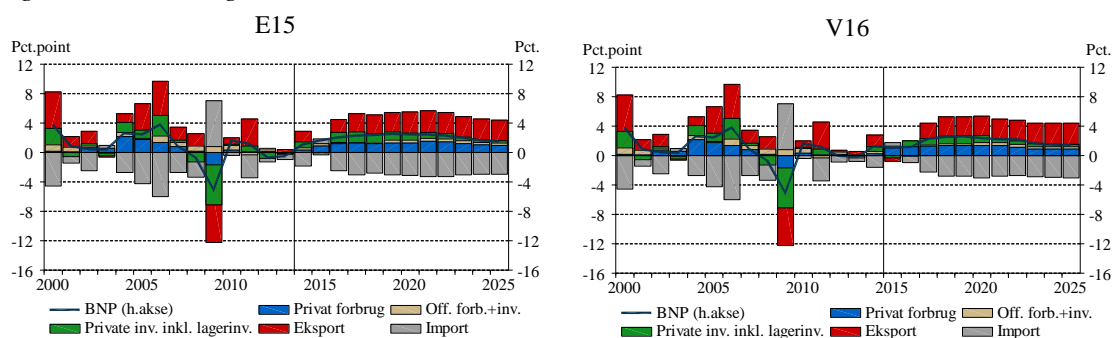 E15
Pct.point Pct.
12 12
8 8
4 4
0 0
-4 -4
-8 -8
-12 -12
-16 -16
2000 2005 2010 2015 2020 2025
BNP (h.akse) Privat forbrug Off. forb.+inv.
Private inv. inkl. lagerinv. Eksport Import
V16
Pct.point Pct.
12 12
8 8
4 4
0 0
-4 -4
-8 -8
-12 -12
-16 -16
2000 2005 2010 2015 2020 2025
BNP (h.akse) Privat forbrug Off. forb.+inv.
Private inv. inkl. lagerinv. Eksport Import